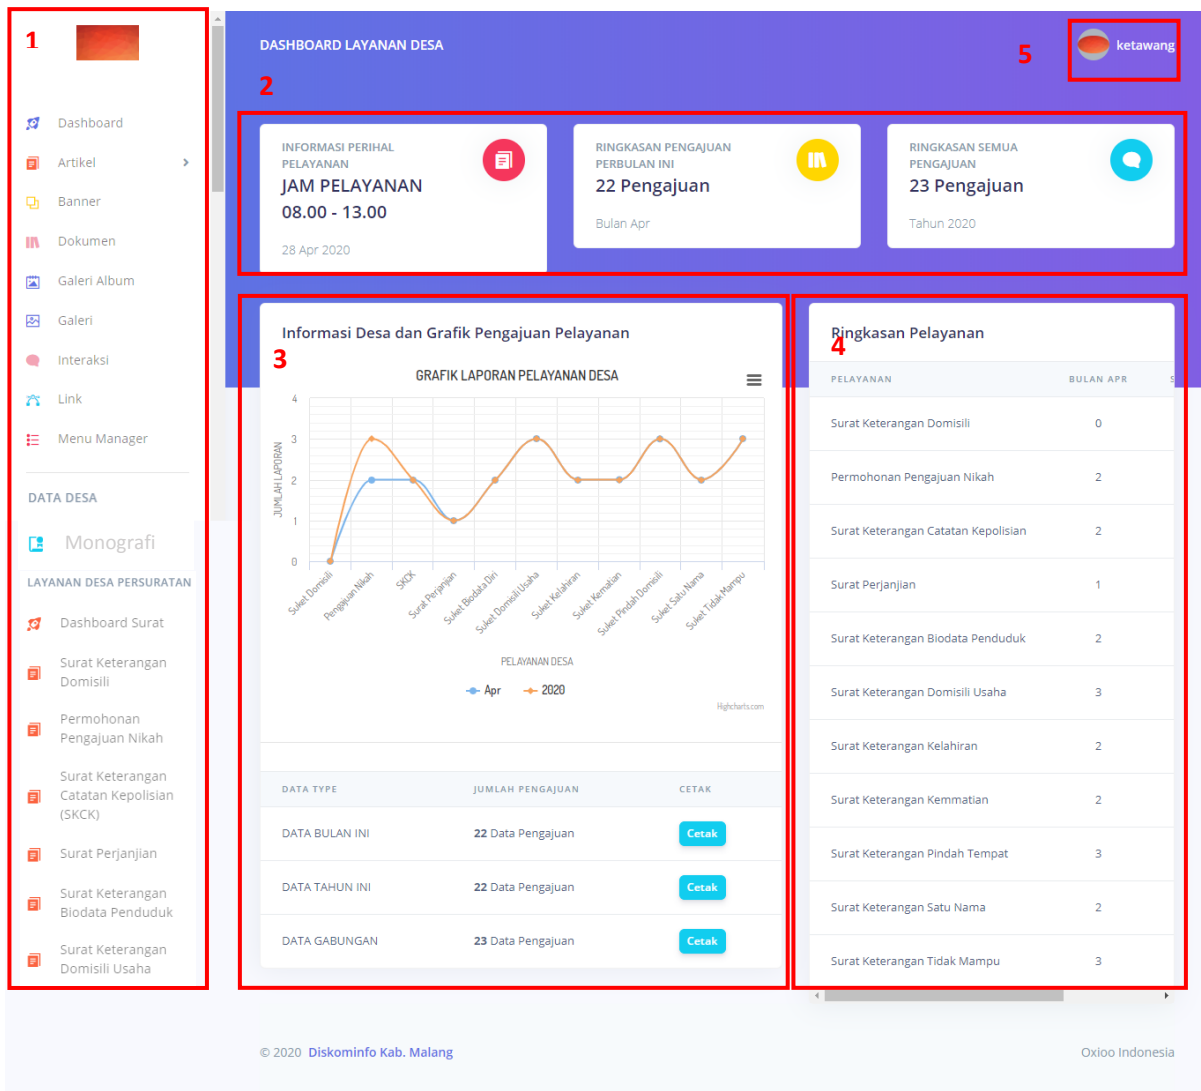 1
Dashboard
Artikel
Banner
Dokumen
Galeri Album
Galeri
Interaksi
Link
Menu Manager
DATA DESA
Monografi
LAYANAN DESA PERSURATAN
Dashboard Surat
Surat Keterangan
Domisili
Permohonan
Pengajuan Nikah
Surat Keterangan
Catatan Kepolisian
(SKCK)
Surat Perjanjian
Surat Keterangan
Biodata Penduduk
Surat Keterangan
Domisili Usaha
DASHBOARD LAYANAN DESA
5
ketawang
2
INFORMASI PERIHAL
PELAYANAN
JAM PELAYANAN
08.00 - 13.00
28 Apr 2020
RINGKASAN PENGAJUAN
PERBULAN INI
22 Pengajuan
Bulan Apr
RINGKASAN SEMUA
PENGAJUAN
23 Pengajuan
Tahun 2020
Informasi Desa dan Grafik Pengajuan Pelayanan
3
GRAFIK LAPORAN PELAYANAN DESA
JUMLAH LAPORAN
4
3
2
1
0
Suket Domisili
Pengajuan Nikah
SKCK
Surat Perjanjian
Suket Biodata Diri
Suket Domisili Usaha
Suket Kelahiran
Suket Kematian
Suket Pindah Domisili
Suket Satu Nama
Suket Tidak Mampu
PELAYANAN DESA
Apr 2020
Highcharts.com
DATA TYPE JUMLAH PENGAJUAN CETAK
DATA BULAN INI 22 Data Pengajuan Cetak
DATA TAHUN INI 22 Data Pengajuan Cetak
DATA GABUNGAN 23 Data Pengajuan Cetak
Ringkasan Pelayanan
4
PELAYANAN BULAN APR S
Surat Keterangan Domisili 0
Permohonan Pengajuan Nikah 2
Surat Keterangan Catatan Kepolisian 2
Surat Perjanjian 1
Surat Keterangan Biodata Penduduk 2
Surat Keterangan Domisili Usaha 3
Surat Keterangan Kelahiran 2
Surat Keterangan Kemmatian 2
Surat Keterangan Pindah Tempat 3
Surat Keterangan Satu Nama 2
Surat Keterangan Tidak Mampu 3
© 2020 Diskominfo Kab. Malang
Oxioo Indonesia